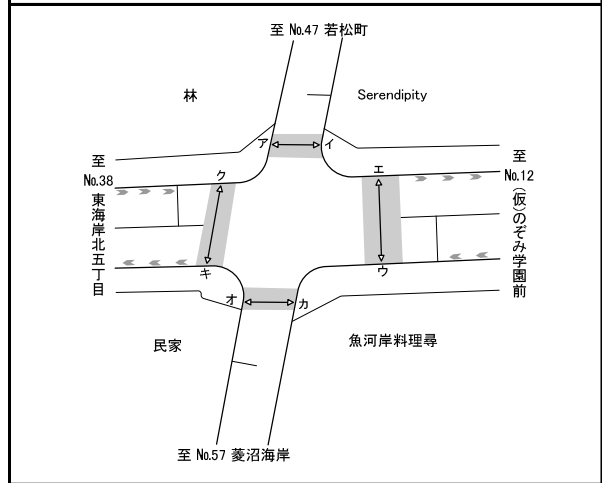 至 No.47 若松町
林
Serendipity
ア
イ
至
No.38
東海岸北五丁目
ク
エ
至
No.12
(仮)のぞみ学園前
キ
ウ
オ
カ
民家
魚河岸料理尋
至 No.57 菱沼海岸